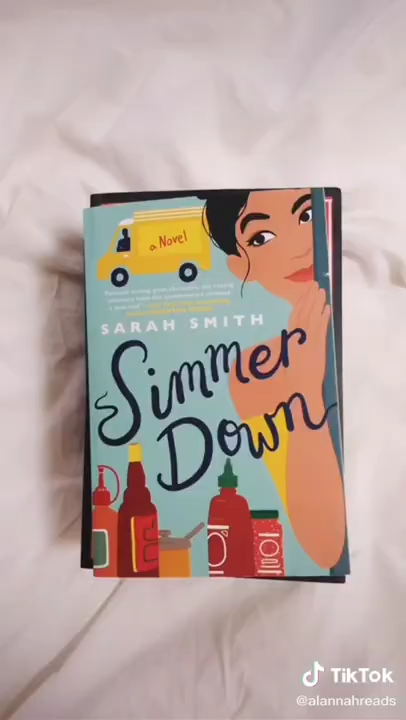 a Novel
SARAH SMITH
Simmer
Down
TikTok
@alannahreads